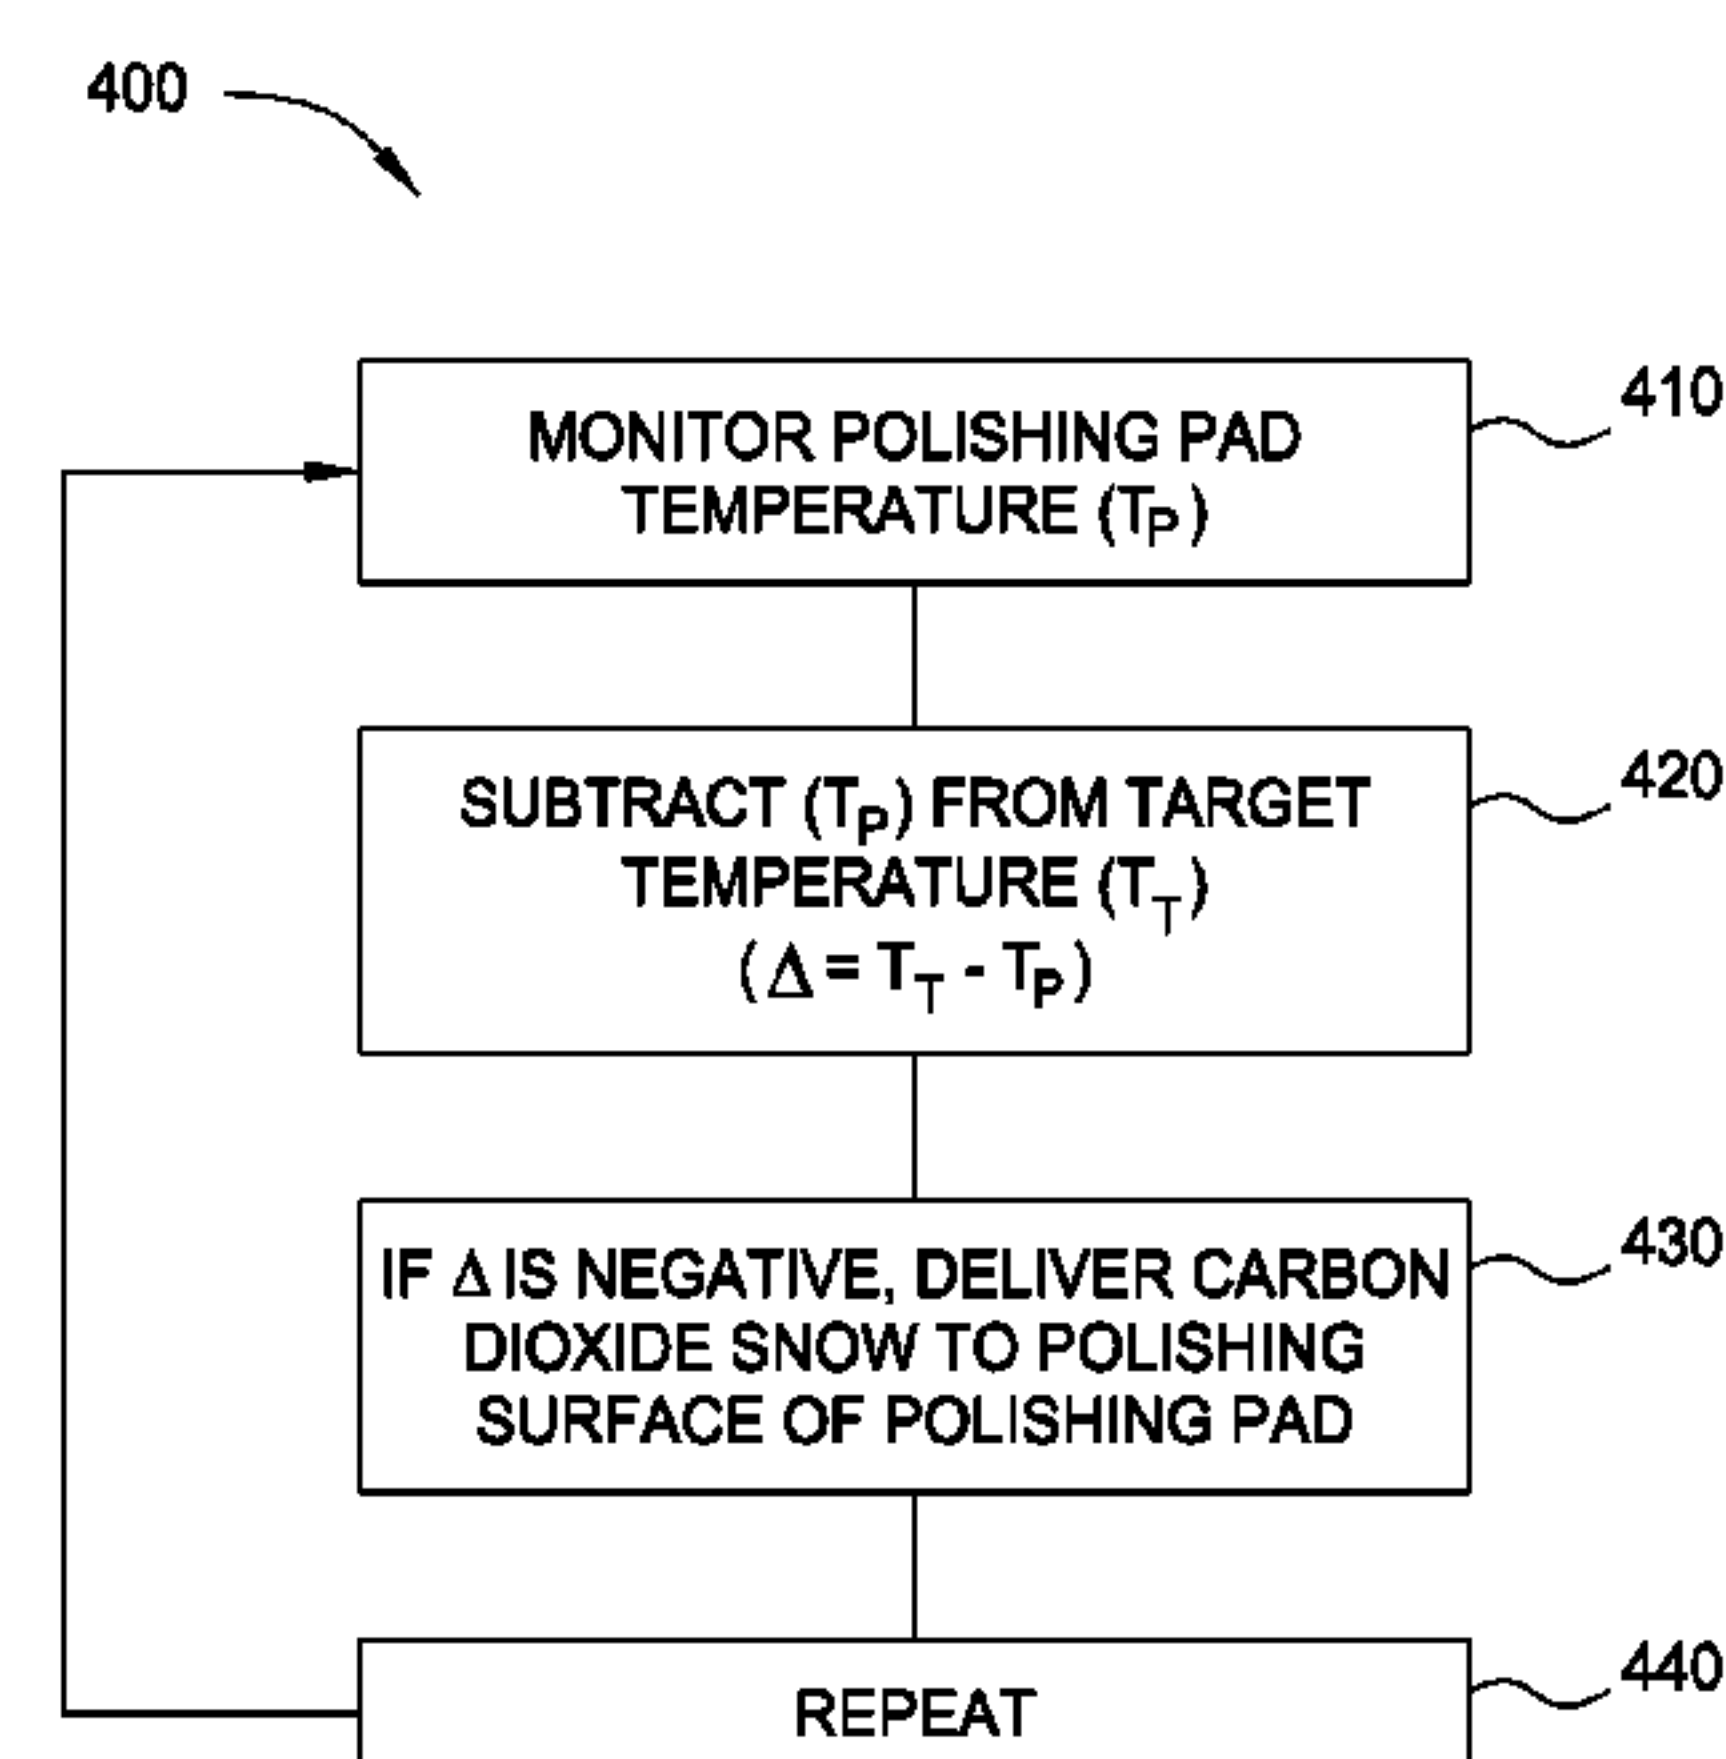 400
MONITOR POLISHING PAD
TEMPERATURE (TP)
410
SUBTRACT (TP) FROM TARGET
TEMPERATURE (TT)
(Δ = TT - TP)
420
IF Δ IS NEGATIVE, DELIVER CARBON
DIOXIDE SNOW TO POLISHING
SURFACE OF POLISHING PAD
430
REPEAT
440